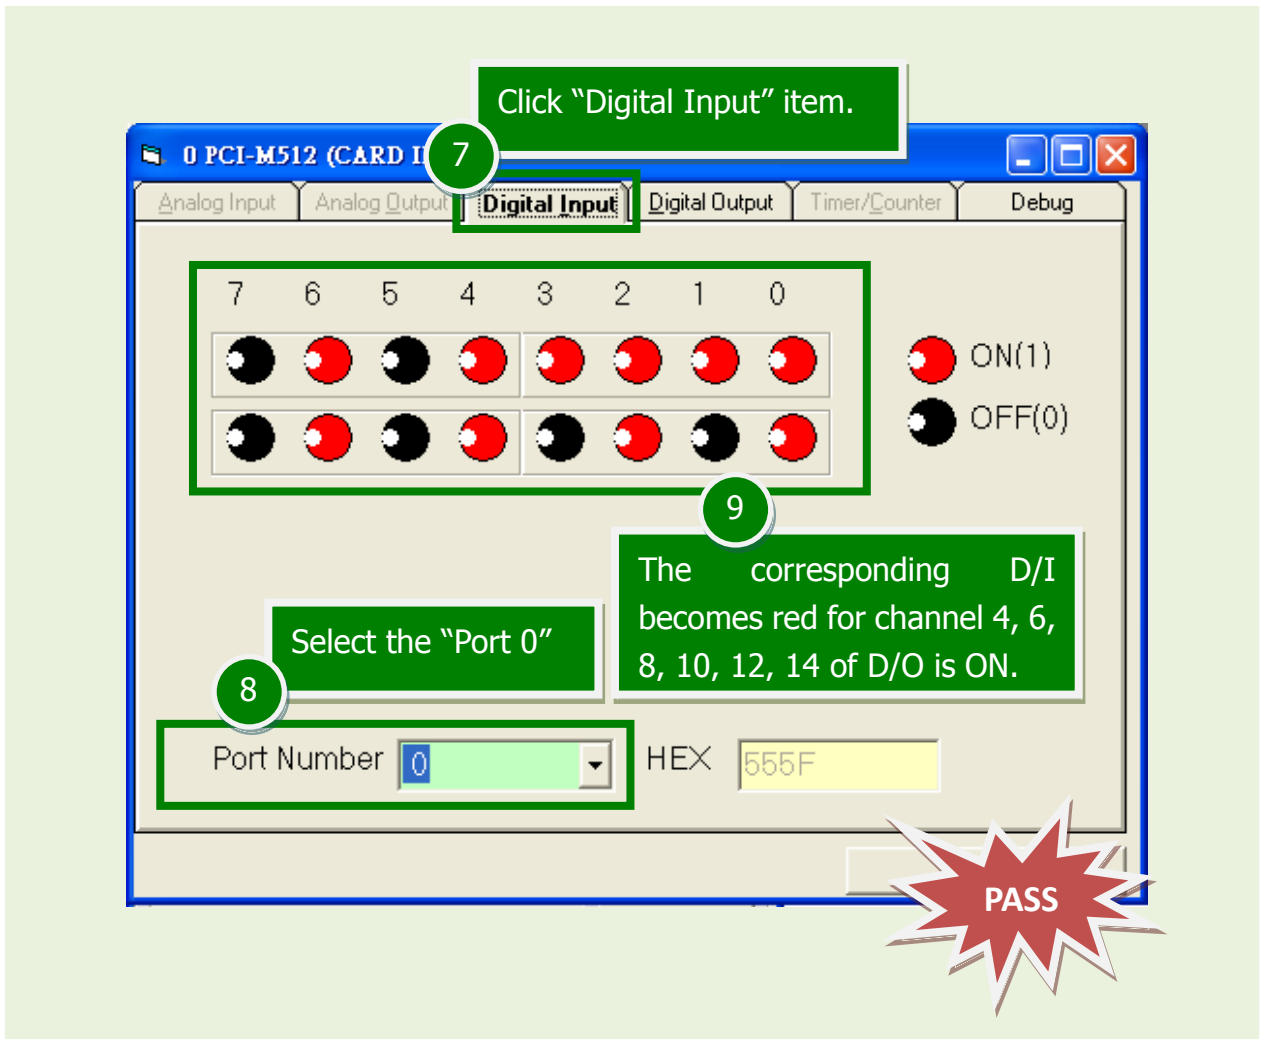 Click “Digital Input” item.
7
0 PCI-M512 (CARD I
Analog Input Analog Output Digital Input Digital Output Timer/Counter Debug
7 6 5 4 3 2 1 0
ON(1)
OFF(0)
9
The corresponding D/I
becomes red for channel 4, 6,
8, 10, 12, 14 of D/O is ON.
Select the “Port 0”
8
Port Number 0 HEX 555F
PASS